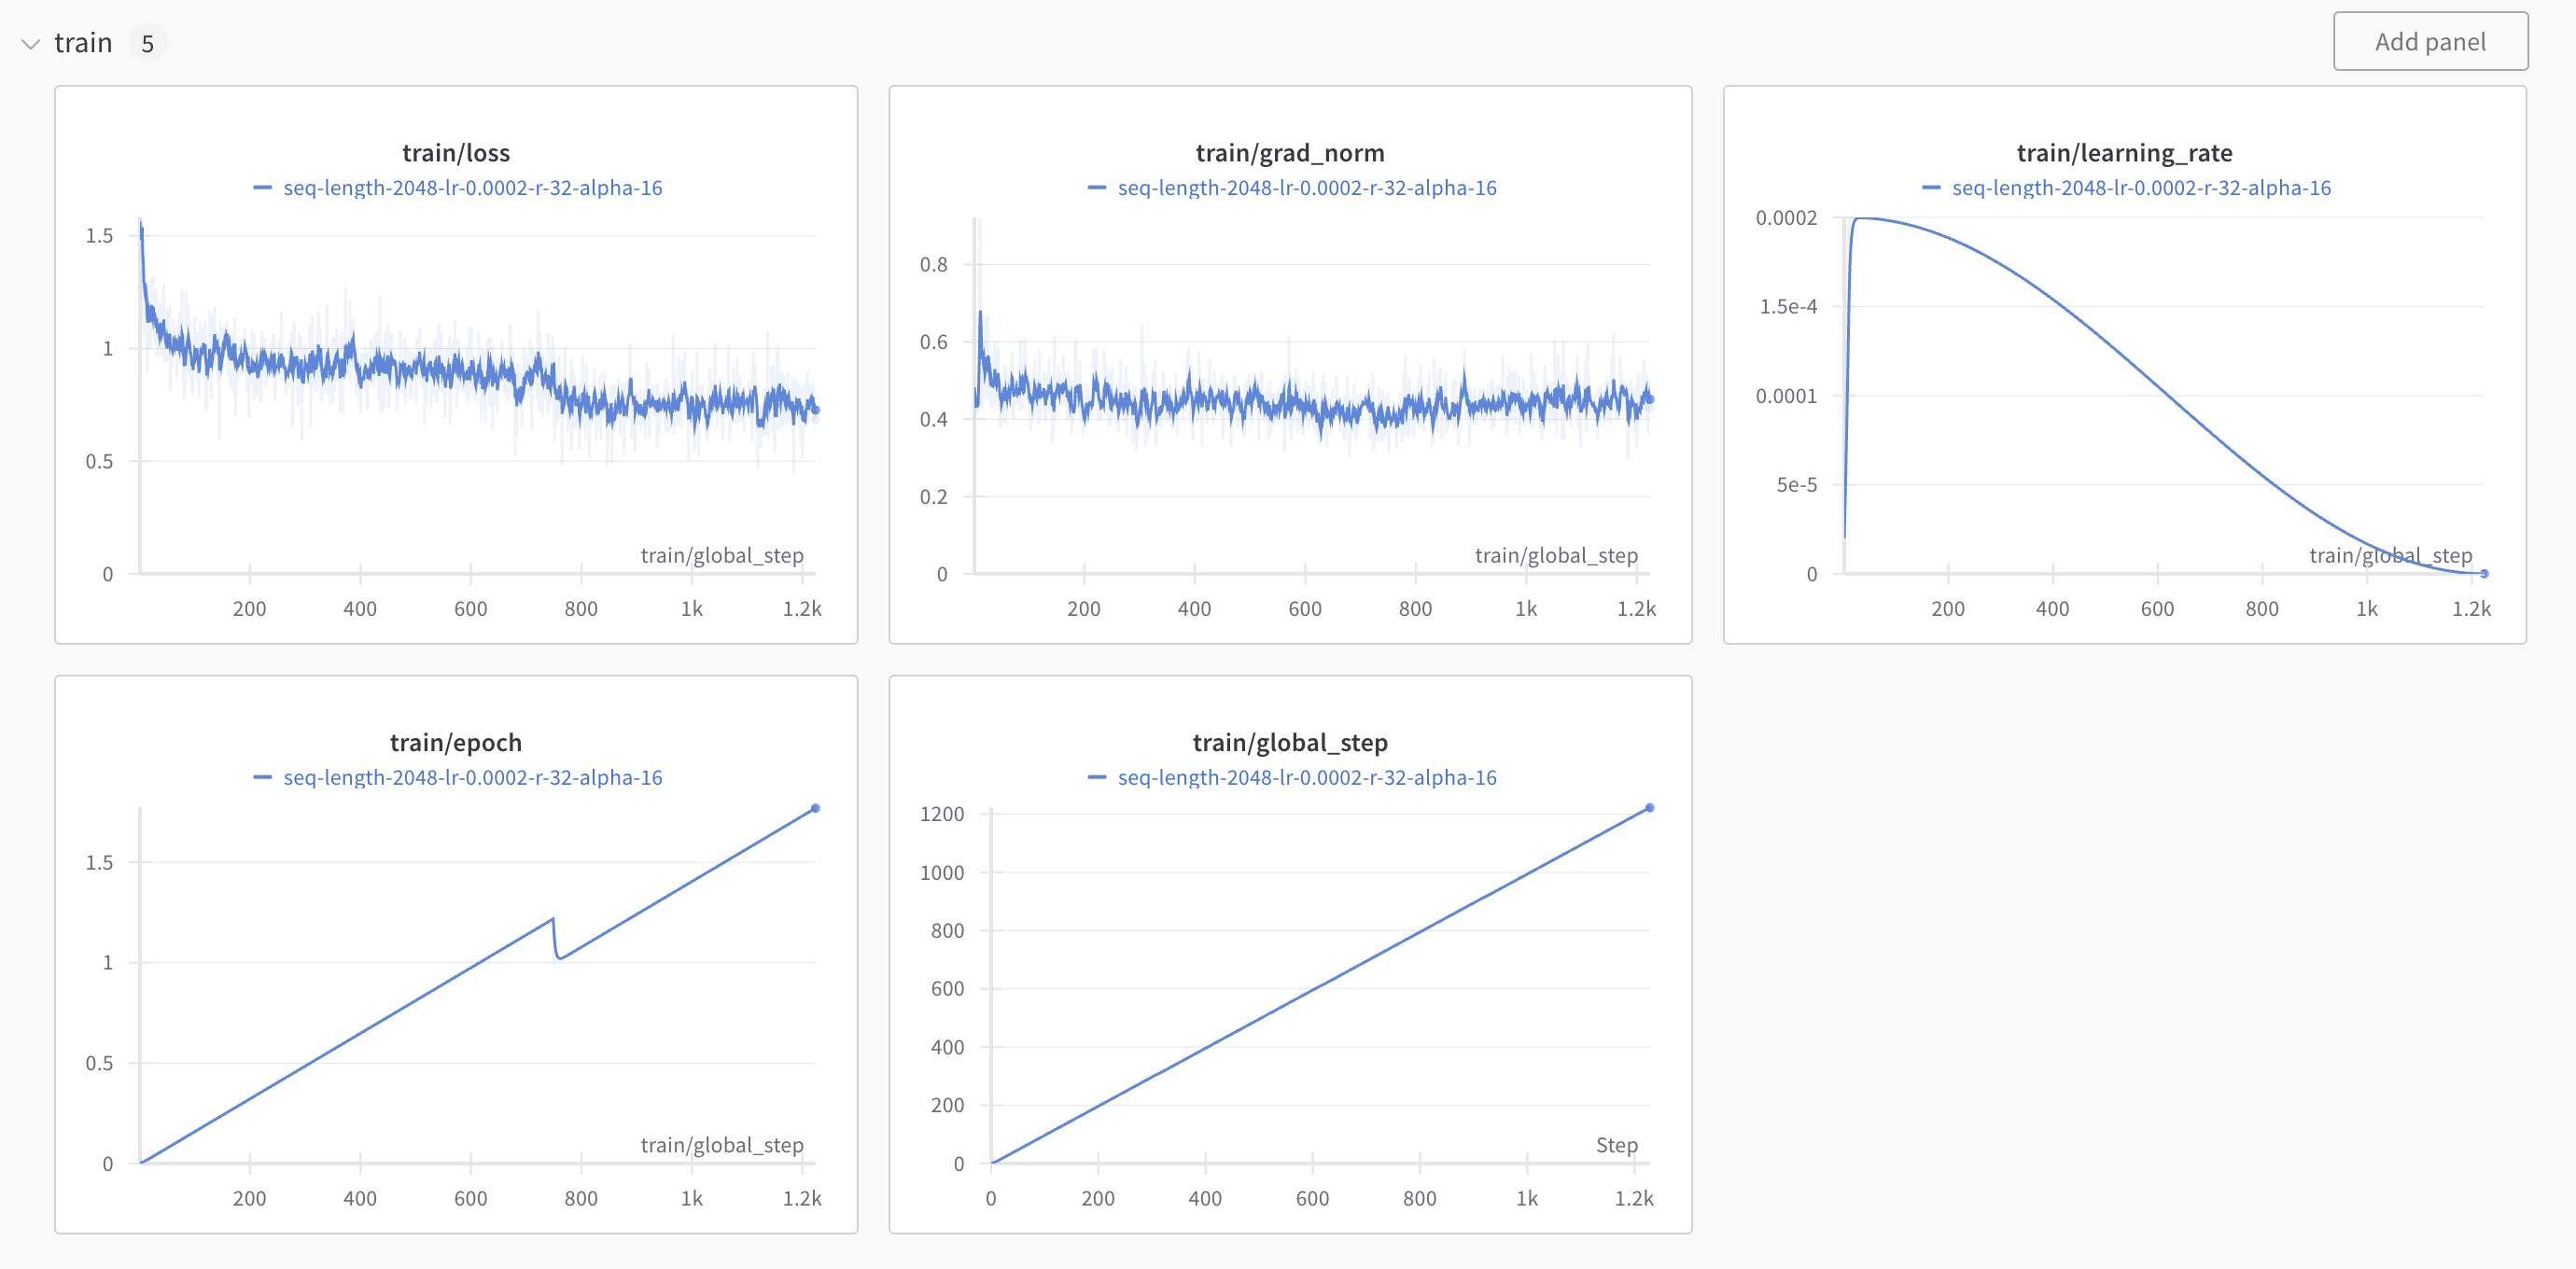 train 5
Add panel
train/loss
seq-length-2048-lr-0.0002-r-32-alpha-16
1.5
1
0.5
0
train/global_step
200 400 600 800 1k 1.2k
train/grad_norm
seq-length-2048-lr-0.0002-r-32-alpha-16
0.8
0.6
0.4
0.2
0
train/global_step
200 400 600 800 1k 1.2k
train/learning_rate
seq-length-2048-lr-0.0002-r-32-alpha-16
0.0002
1.5e-4
0.0001
5e-5
0
train/global_step
200 400 600 800 1k 1.2k
train/epoch
seq-length-2048-lr-0.0002-r-32-alpha-16
1.5
1
0.5
0
train/global_step
200 400 600 800 1k 1.2k
train/global_step
seq-length-2048-lr-0.0002-r-32-alpha-16
1200
1000
800
600
400
200
0
Step
0 200 400 600 800 1k 1.2k